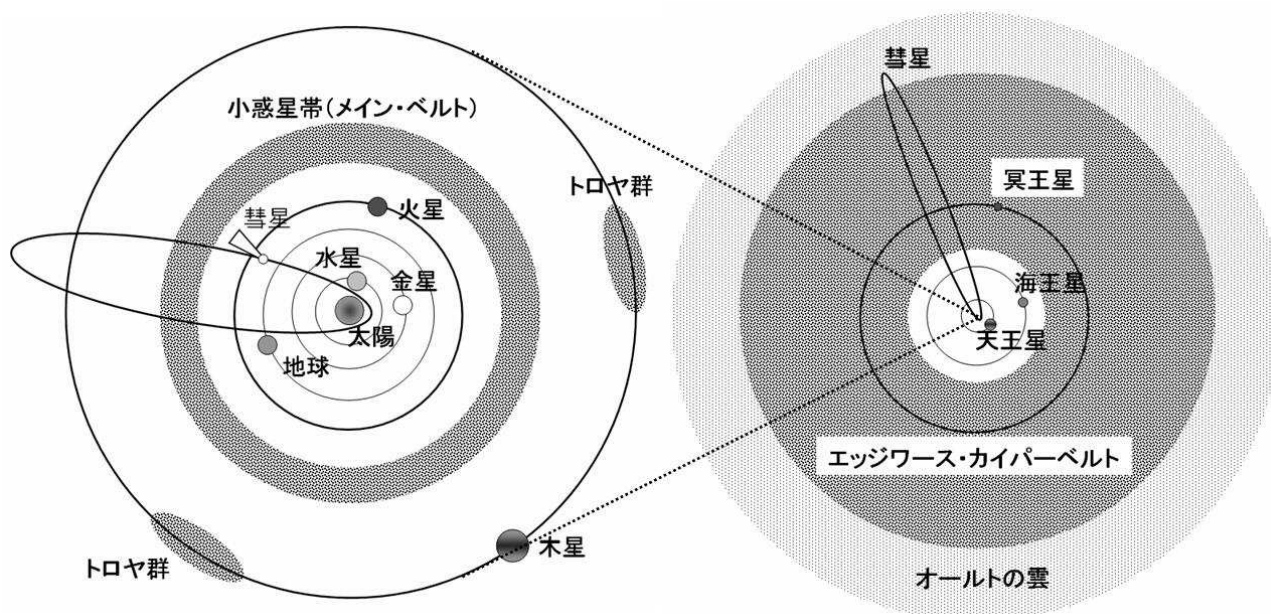 小惑星帯（メイン・ベルト）
トロヤ群
彗星
火星
水星
金星
太陽
地球
木星
トロヤ群
彗星
冥王星
海王星
天王星
エッジワース・カイパーベルト
オールトの雲